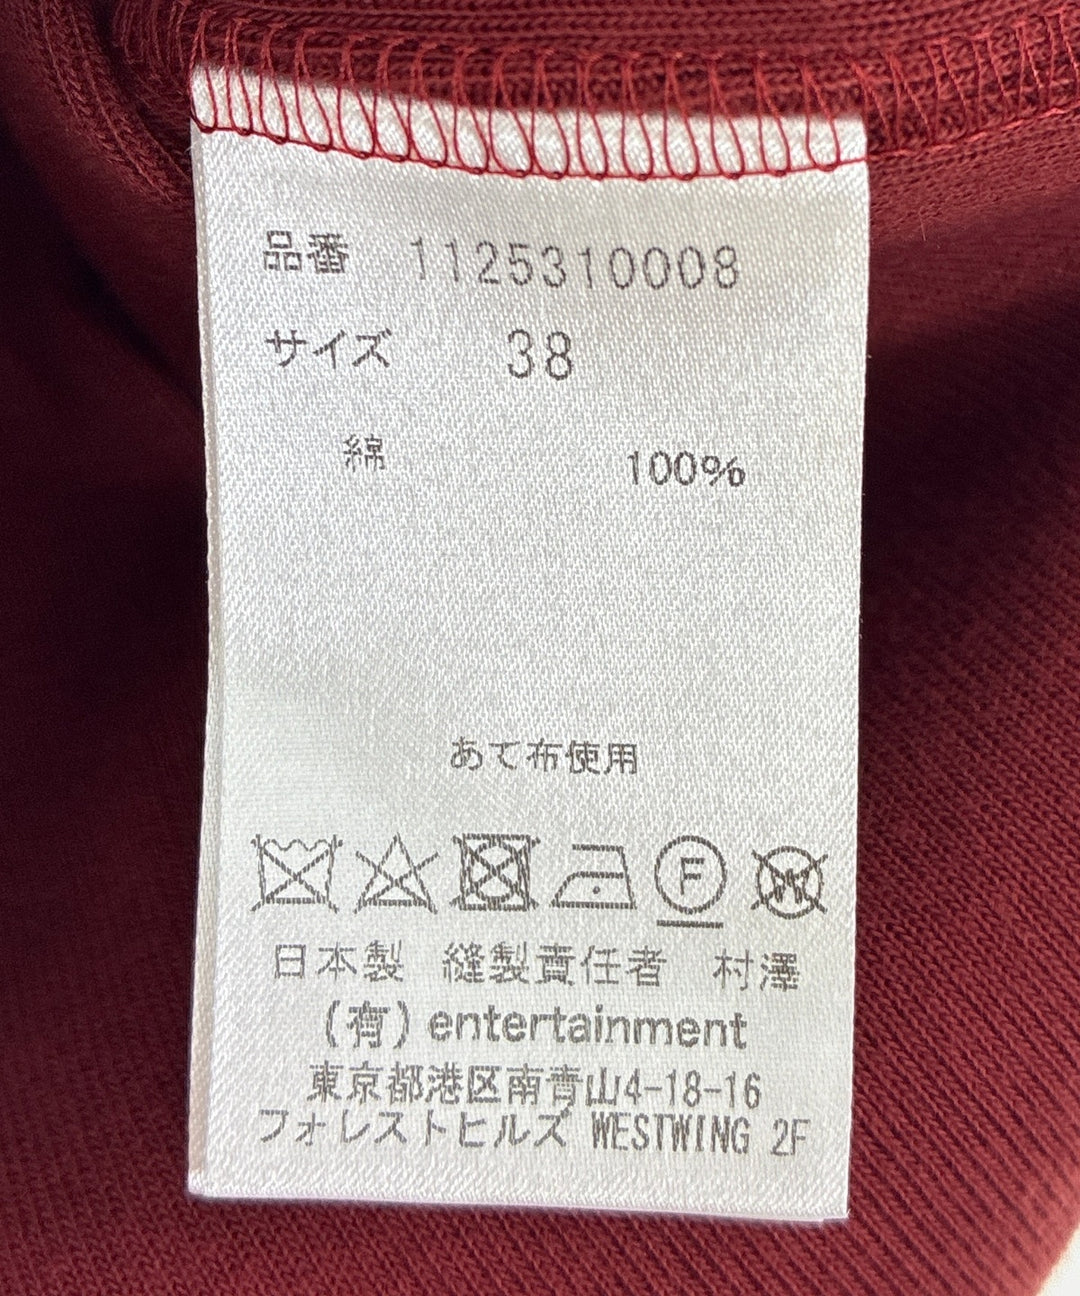 品番 1125310008
サイズ 38
綿 100%
あて布使用
F W
日本製 縫製責任者 村澤
(有) entertainment
東京都港区南青山4-18-16
フォレストヒルズ WESTWING 2F